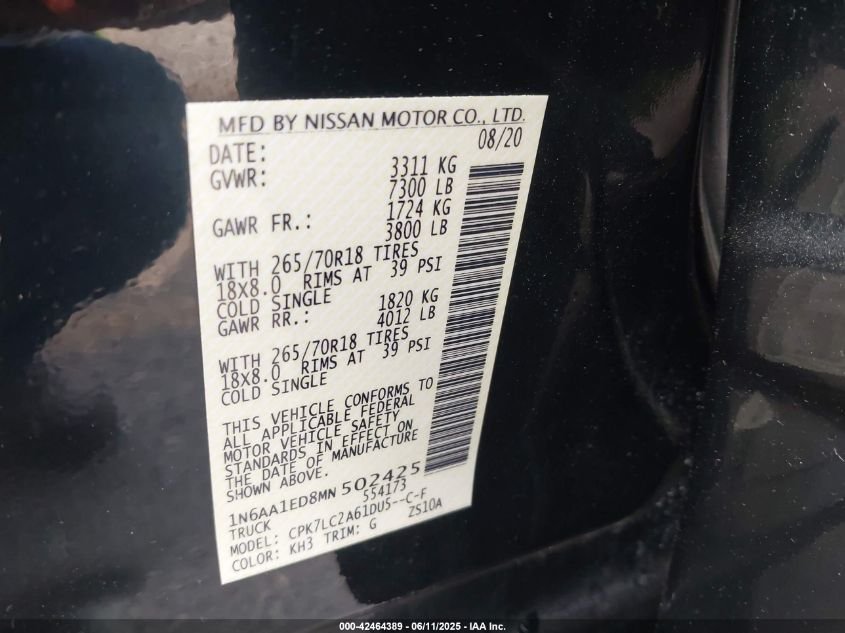 MFD BY NISSAN MOTOR CO., LTD.
DATE: 08/20
GVWR: 3311 KG
7300 LB
GAWR FR.: 1724 KG
3800 LB
WITH 265/70R18 TIRES
18X8.0 RIMS AT 39 PSI
COLD SINGLE
GAWR RR.: 1820 KG
4012 LB
WITH 265/70R18 TIRES
18X8.0 RIMS AT 39 PSI
COLD SINGLE
THIS VEHICLE CONFORMS TO
ALL APPLICABLE FEDERAL
MOTOR VEHICLE SAFETY
STANDARDS IN EFFECT ON
THE DATE OF MANUFACTURE
SHOWN ABOVE.
1N6AA1ED8MN502425
TRUCK 554173
MODEL: CPK7LC2A61DU5--C-F
COLOR: KH3 TRIM: G ZS10A
000-42464389 - 06/11/2025 - IAA Inc.